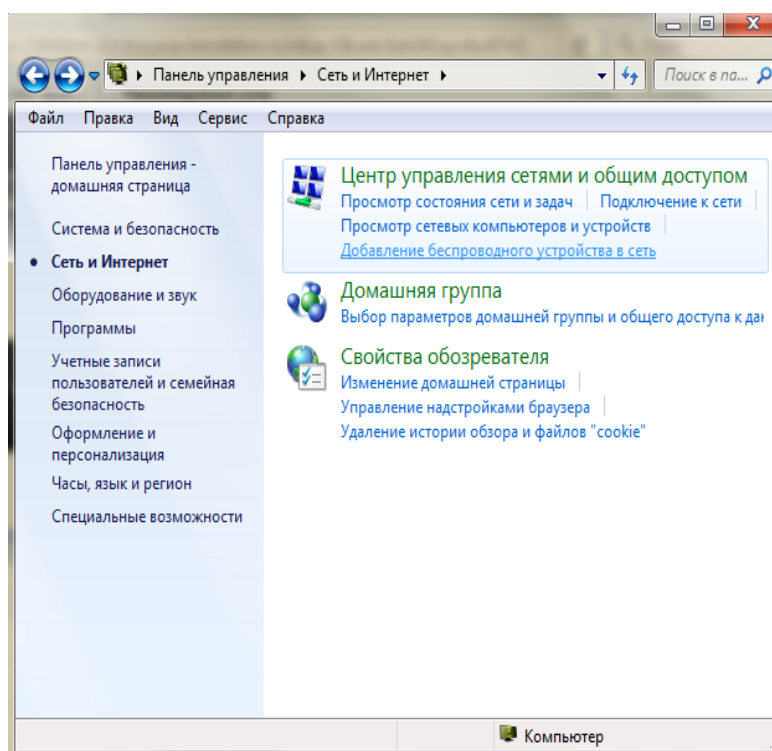 Панель управления ▸ Сеть и Интернет ▸
Поиск в па...
Файл Правка Вид Сервис Справка
Панель управления -
домашняя страница
Система и безопасность
Сеть и Интернет
Оборудование и звук
Программы
Учетные записи
пользователей и семейная
безопасность
Оформление и
персонализация
Часы, язык и регион
Специальные возможности
Центр управления сетями и общим доступом
Просмотр состояния сети и задач Подключение к сети
Просмотр сетевых компьютеров и устройств
Добавление беспроводного устройства в сеть
Домашняя группа
Выбор параметров домашней группы и общего доступа к дан
Свойства обозревателя
Изменение домашней страницы
Управление надстройками браузера
Удаление истории обзора и файлов "cookie"
Компьютер